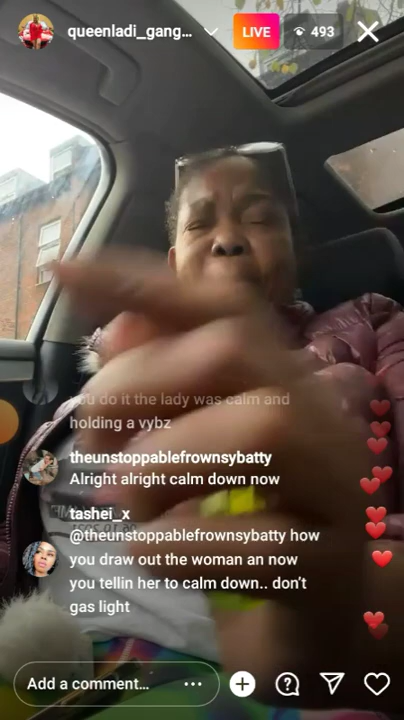 queenladi_gang...
LIVE
493
you do it the lady was calm and
holding a vybz
theunstoppablefrownsybatty
Alright alright calm down now
tashei_x
@theunstoppablefrownsybatty how
you draw out the woman an now
you tellin her to calm down.. don't
gas light
Add a comment...